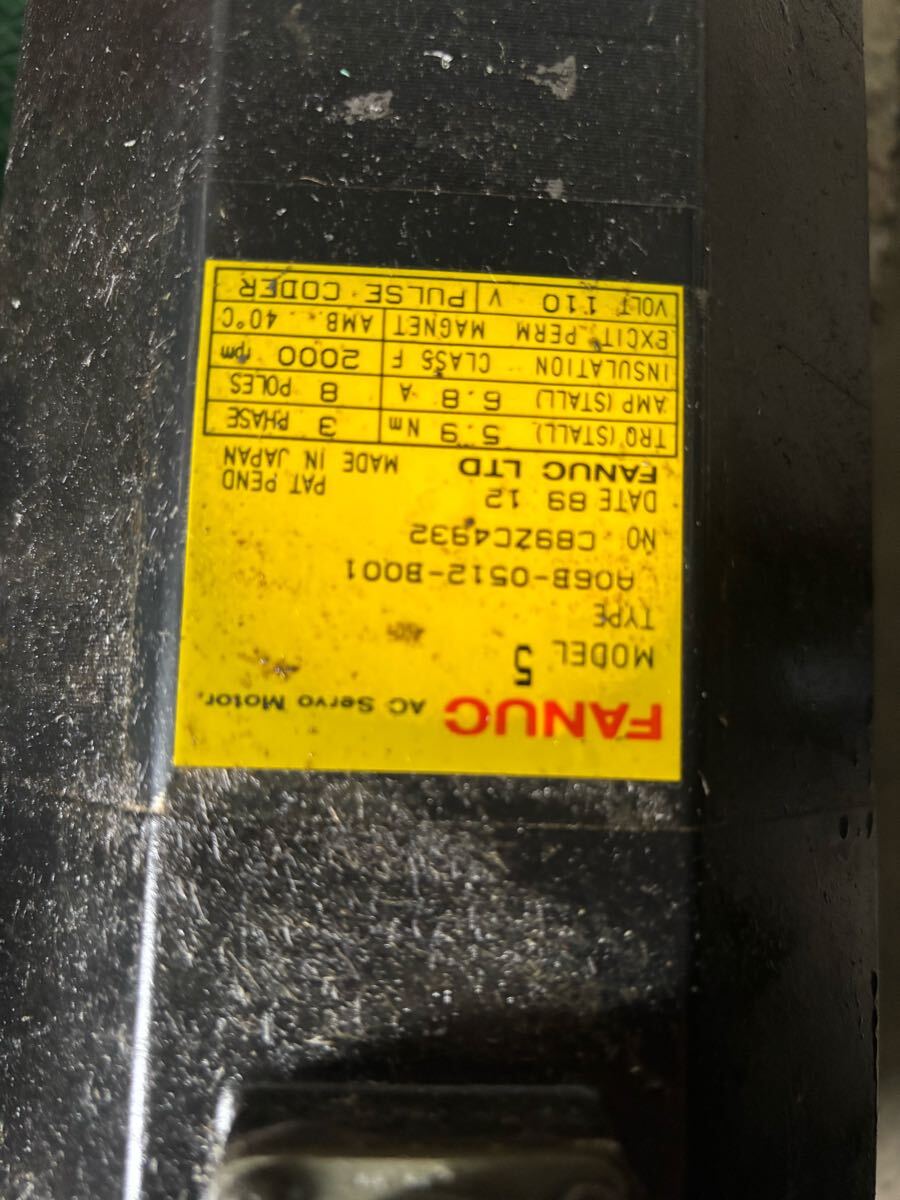 FANUC AC Servo Motor.
MODEL 5
TYPE
A06B-0512-B001
NO C89ZC4932
DATE 89 12 PAT PEND
FANUC LTD MADE IN JAPAN
TRQ (STALL) 5.9 Nm 3 PHASE
AMP (STALL) 6.8 A 8 POLES
INSULATION CLASS F 2000 rpm
EXCIT. PERM MAGNET AMB. 40°C
VOLT 110 V PULSE CODER